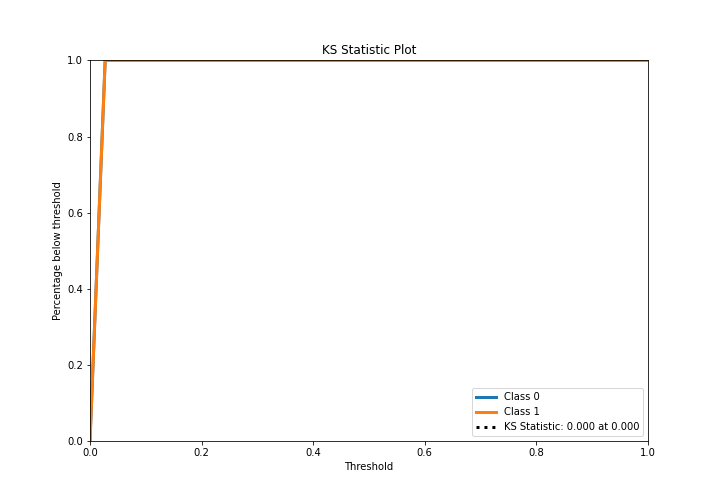 KS Statistic Plot
1.0
0.8
0.6
0.4
0.2
0.0
Percentage below threshold
Class 0
Class 1
KS Statistic: 0.000 at 0.000
0.0 0.2 0.4 0.6 0.8 1.0
Threshold